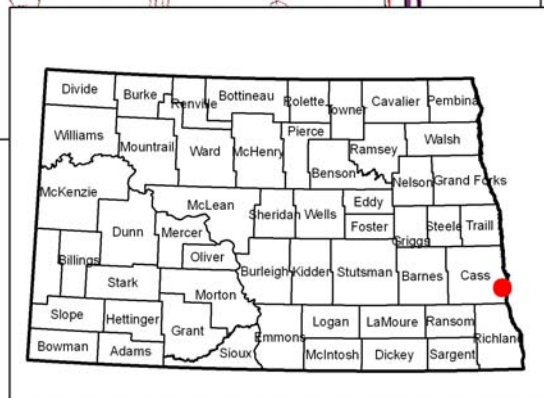 Divide Burke Renville Bottineau Rolette Towner Cavalier Pembina
Williams Mountrail Ward McHenry Pierce Ramsey Walsh
Benson Nelson Grand Forks
McKenzie McLean Sheridan Wells Eddy
Dunn Mercer Foster Griggs Steele Traill
Billings Oliver Burleigh Kidder Stutsman Barnes Cass
Stark Morton
Slope Hettinger Grant Emmons Logan LaMoure Ransom Richland
Bowman Adams Sioux McIntosh Dickey Sargent